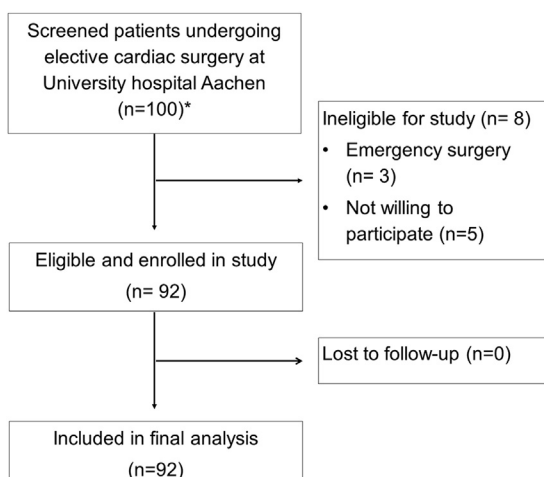 Screened patients undergoing
elective cardiac surgery at
University hospital Aachen
(n=100)*
Ineligible for study (n= 8)
• Emergency surgery
(n= 3)
• Not willing to
participate (n=5)
Eligible and enrolled in study
(n= 92)
Lost to follow-up (n=0)
Included in final analysis
(n=92)